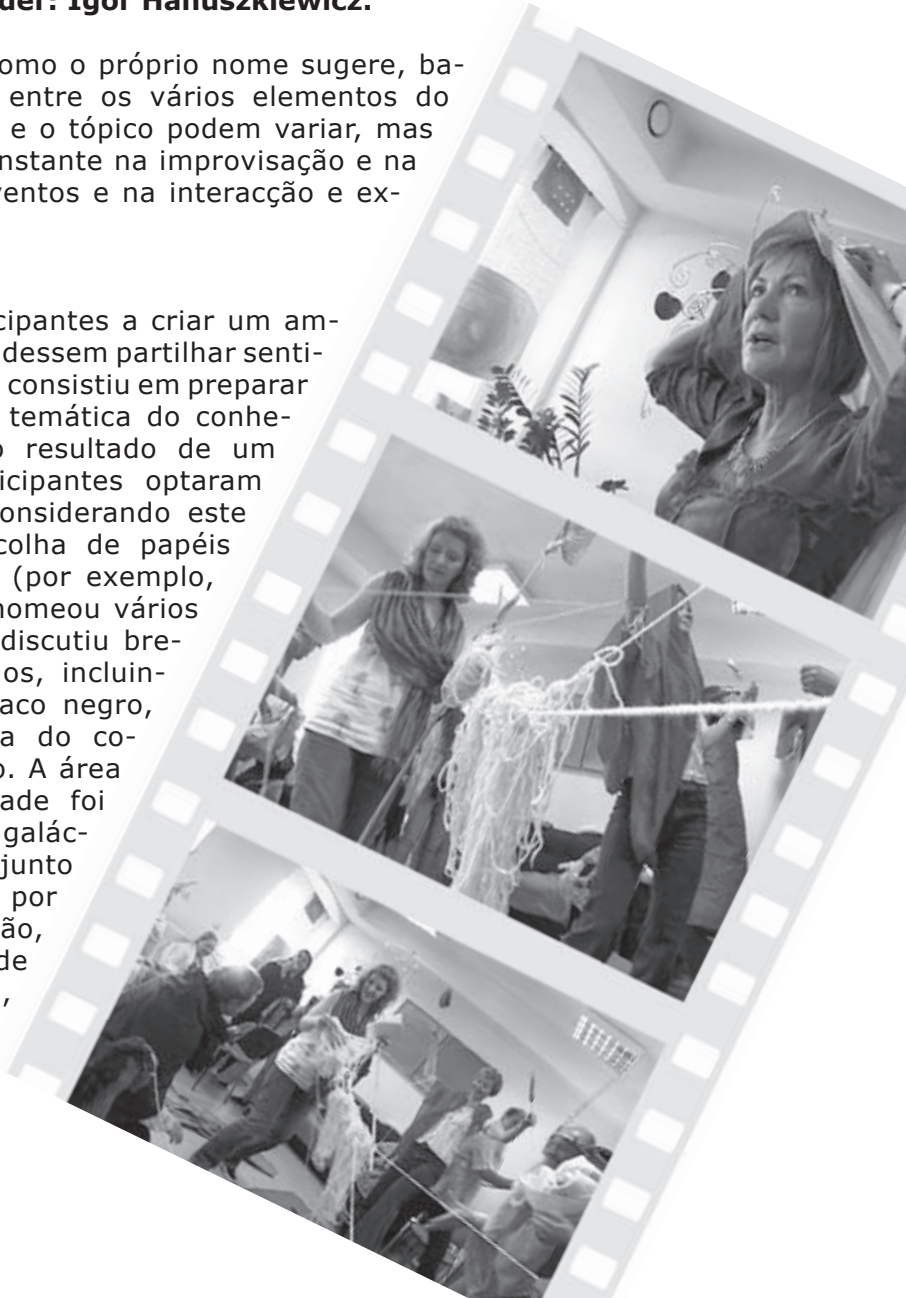 der: Igor Hanuszkiewicz.
omo o próprio nome sugere, ba-
entre os vários elementos do
e o tópico podem variar, mas
nstante na improvisação e na
ventos e na interacção e ex-
cipantes a criar um am-
dessem partilhar senti-
consistiu em preparar
temática do conhe-
o resultado de um
icipantes optaram
onsiderando este
colha de papéis
(por exemplo,
nomeou vários
discutiu bre-
os, incluin-
aco negro,
a do co-
o. A área
ade foi
galác-
junto
por
ão,
de
,